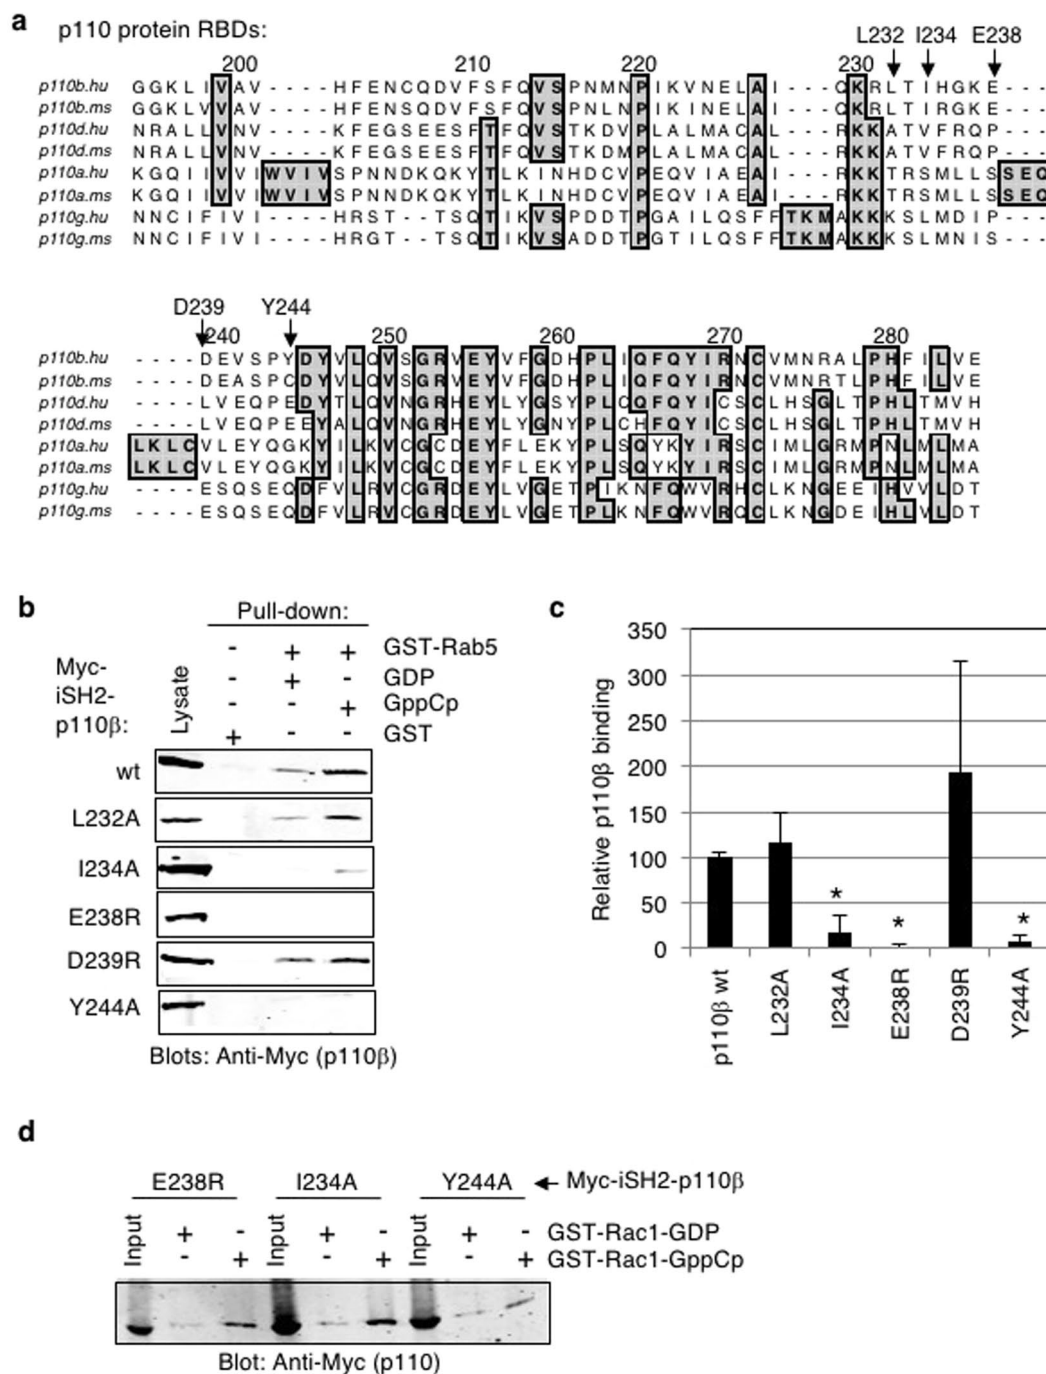 a p110 protein RBDs:
L232 I234 E238
200 210 220 230
p110b.hu GGKLIVAV----HFENCQDVFSFQVSPNMNPIKVNELAI---QKRLTIHGKE---
p110b.ms GGKLVVAV----HFENCQDVFSFQVSPNMNPIKVNELAI---QKRLTIRGKE---
p110d.hu NRALLVNV----KFEGSEESFTFQVSTKDVPLALMACAL---RKKATVFRQP---
p110d.ms NRALLVNV----KFEGSEESFTFQVSTKDMPLALMACAL---RKKATVFRQP---
p110a.hu KGQIIVVIWVIVSPNNDKQKYTLKINHDCVPEQVIAEAI---RKKTRSMLLSSEQ
p110a.ms KGQIIVVIWVIVSPNNDKQKYTLKINHDCVPEQVIAEAI---RKKTRSMLLSSEQ
p110g.hu NNCIFIVI----HRST--TSQTIKVSPDDTPGAILQSFFTKMAKKKSLMDIP---
p110g.ms NNCIFIVI----HRGT--TSQTIKVSADDTPGTILQSFFTKMAKKKSLMNIS---
D239 Y244
240 250 260 270 280
p110b.hu ----DEVSPYDYVLQVSGRVEYVFGDHPLIQFQYIRNCVMNRALPHFILVE
p110b.ms ----DEASPCDYVLQVSGRVEYVFGDHPLIQFQYIRNCVMNRTLPHFILVE
p110d.hu ----LVEQPEDYTLQVNGRHEYLYGSYPLCQFQYICSCLHSGLTPHLTMVH
p110d.ms ----LVEQPEEYALQVNGRHEYLYGNYPLCHFQYICSCLHSGLTPHLTMVH
p110a.hu LKLCVLEYQGKYILKVCGCDEYFLEKYPLSQYKYIRSCIMLGRMPNLMLMA
p110a.ms LKLCVLEYQGKYILKVCGCDEYFLEKYPLSQYKYIRSCIMLGRMPNLMLMA
p110g.hu ----ESQSEQDFVLRVCGRDEYLVGETPIKNFQWVRHCLKNGEEIHVVLDT
p110g.ms ----ESQSEQDFVLRVCGRDEYLVGETPLKNFQWVRQCLKNGDEIHLVLDT
b Pull-down:
Myc-iSH2-p110β:
Lysate
- + + GST-Rab5
- + - GDP
- - + GppCp
+ - - GST
wt
L232A
I234A
E238R
D239R
Y244A
Blots: Anti-Myc (p110β)
c
Relative p110β binding
350
300
250
200
150
100
50
0
* * *
p110β wt L232A I234A E238R D239R Y244A
d
E238R I234A Y244A Myc-iSH2-p110β
Input + - Input + - Input + - GST-Rac1-GDP
- + - + - + GST-Rac1-GppCp
Blot: Anti-Myc (p110)